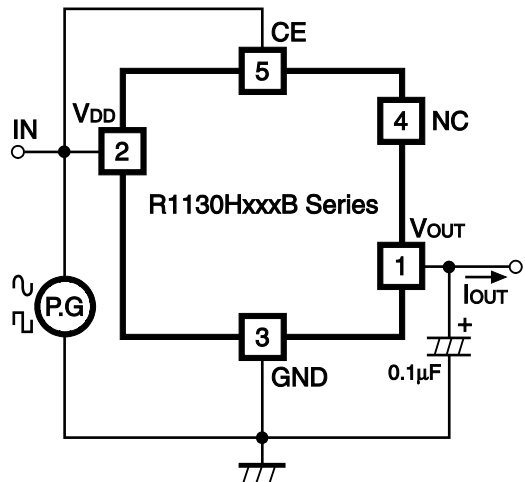 CE
5
VDD
IN
2
4
NC
R1130HxxxB Series
VOUT
1
IOUT
P.G
3
+
0.1µF
GND